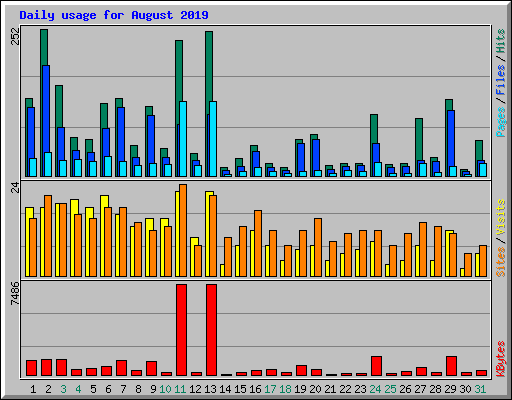 Daily usage for August 2019
252
Pages / Files / Hits
24
Sites / Visits
7486
KBytes
1 2 3 4 5 6 7 8 9 10 11 12 13 14 15 16 17 18 19 20 21 22 23 24 25 26 27 28 29 30 31